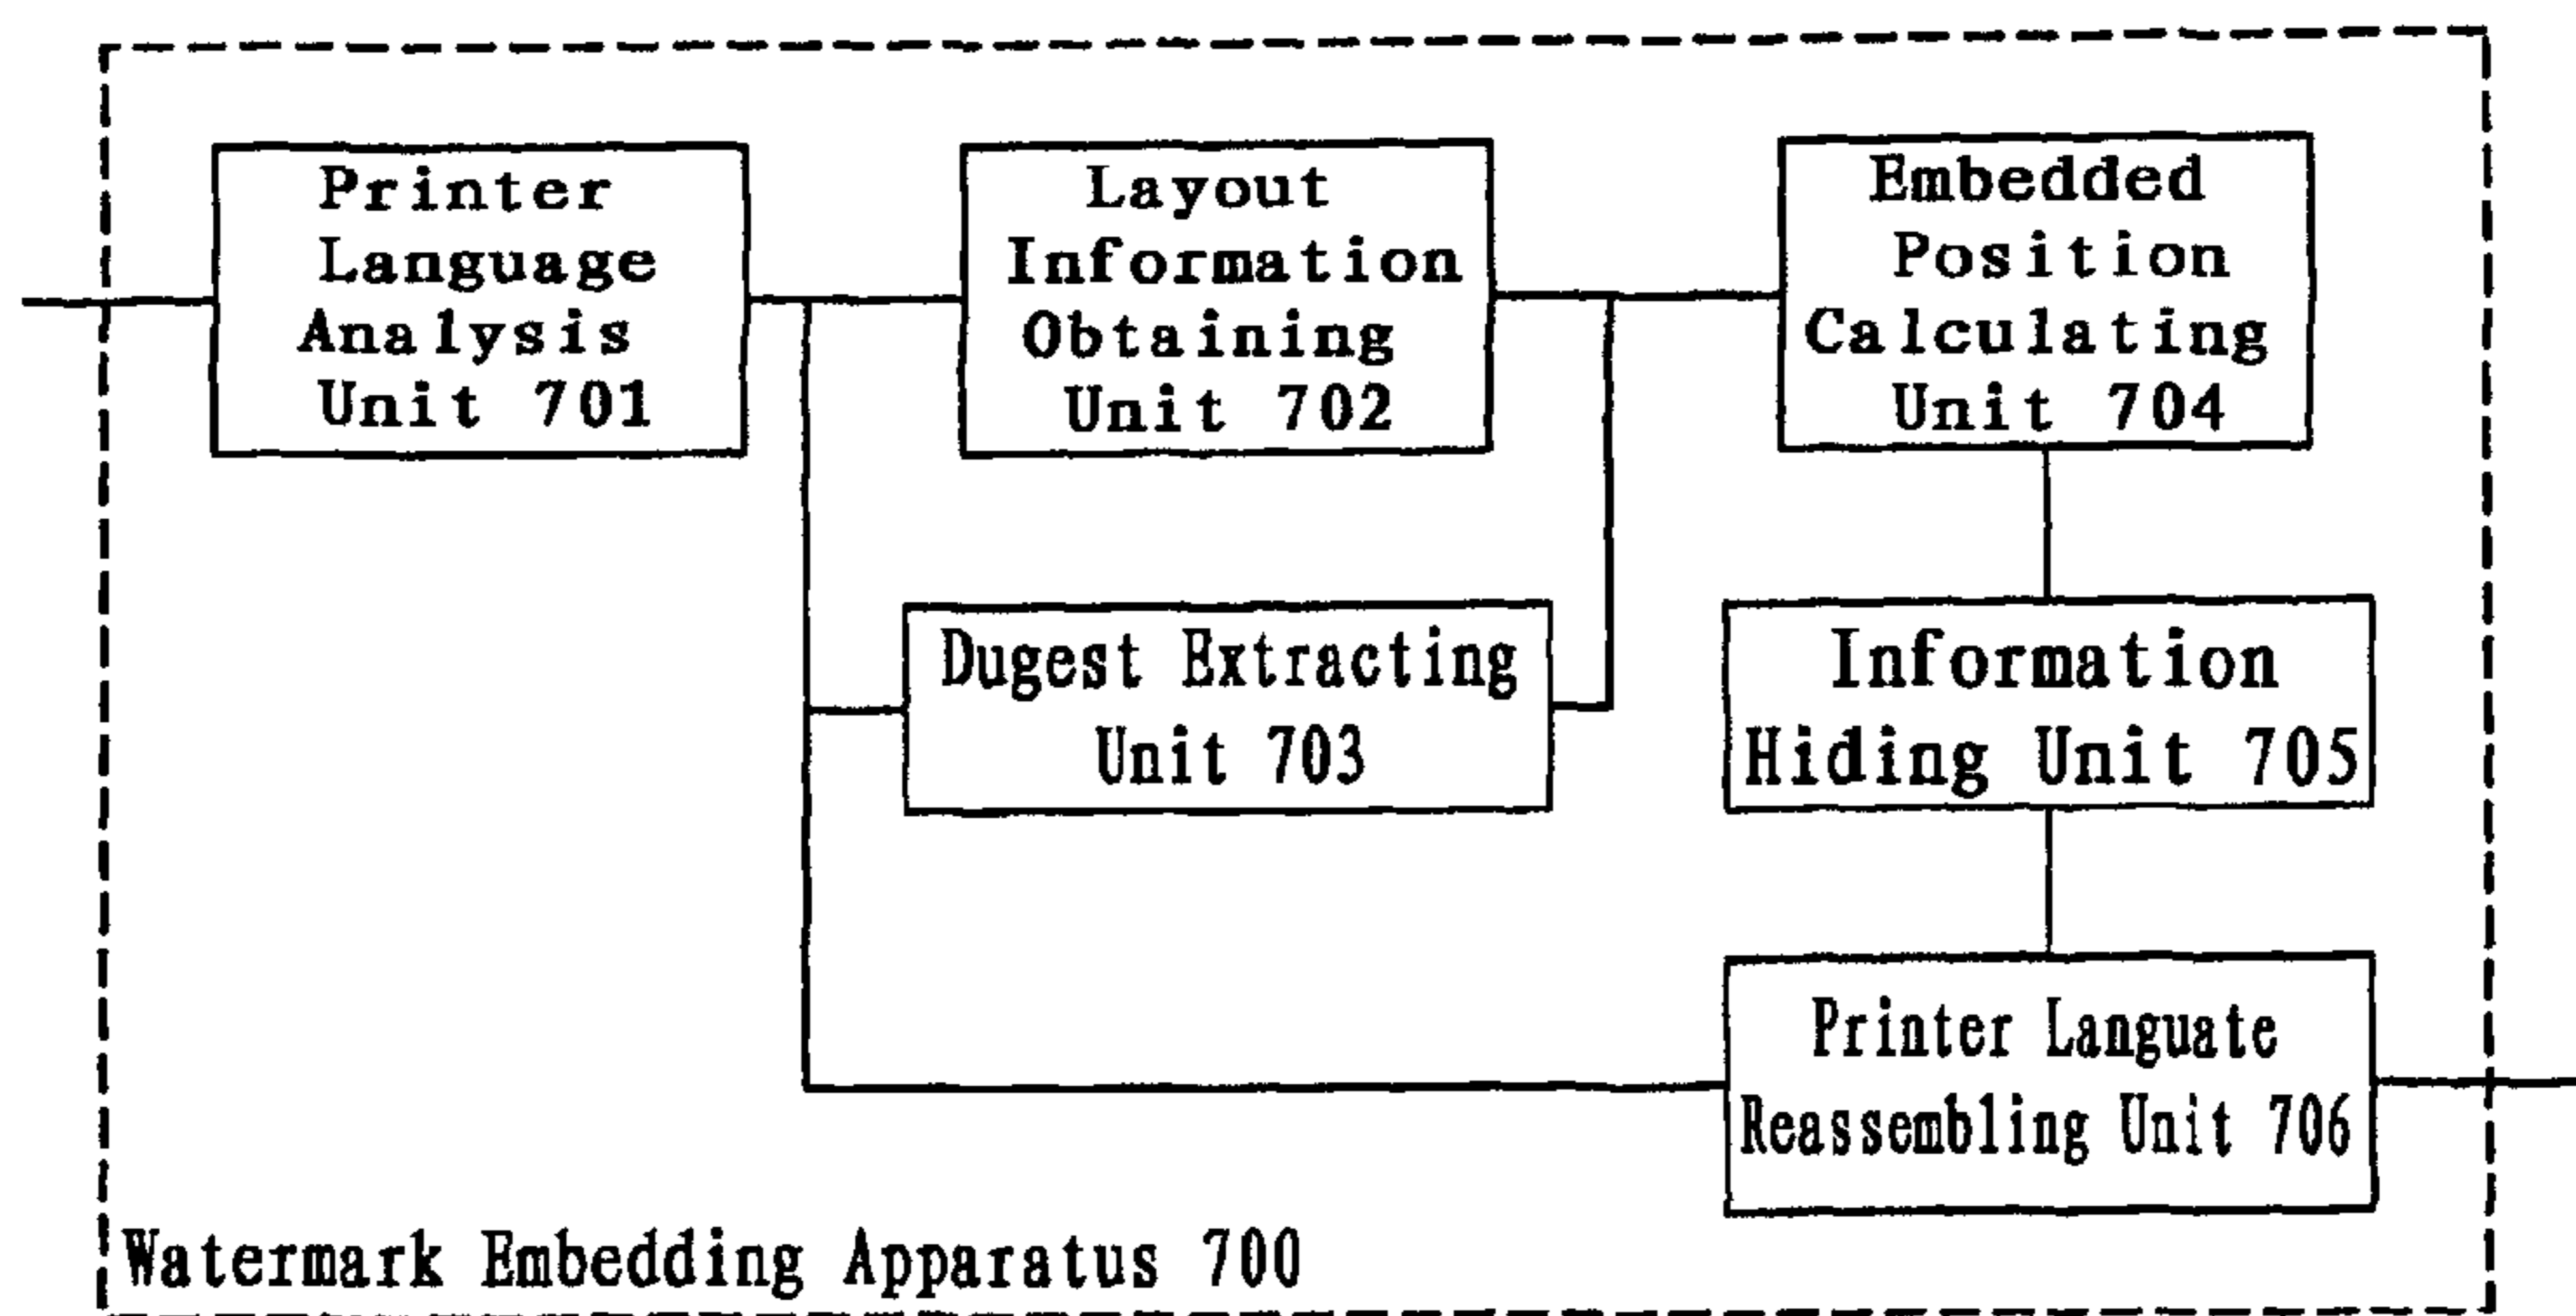 Printer
Language
Analysis
Unit 701
Layout
Information
Obtaining
Unit 702
Embedded
Position
Calculating
Unit 704
Dugest Extracting
Unit 703
Information
Hiding Unit 705
Printer Languate
Reassembling Unit 706
Watermark Embedding Apparatus 700